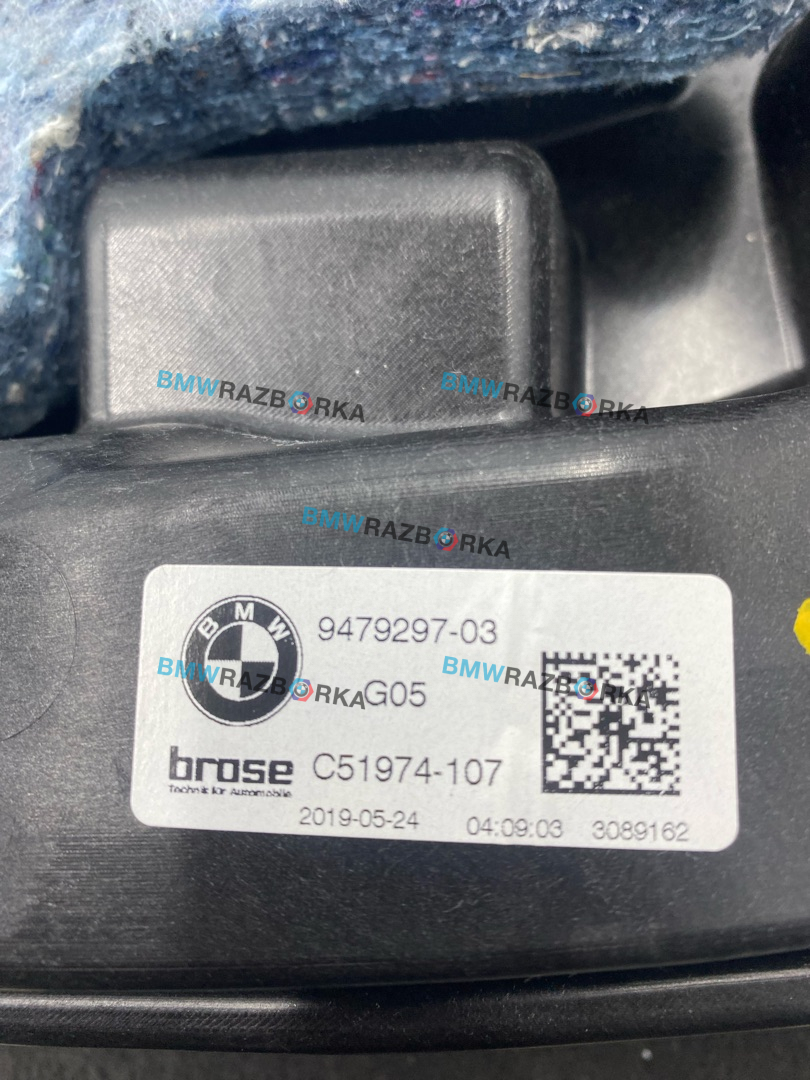 BMWRAZBORKA
BMWRAZBORKA
BMWRAZBORKA
BMW
9479297-03
BMWRAZBORKA
G05
BMWRAZBORKA
brose
C51974-107
Technik für Automobile
2019-05-24
04:09:03
3089162